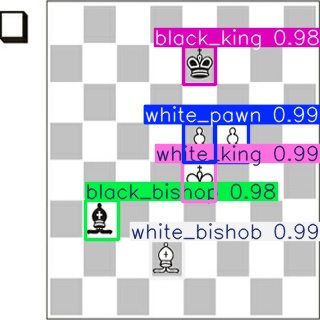 black_king 0.98
white_pawn 0.99
white_king 0.99
black_bishop 0.98
white_bishob 0.99